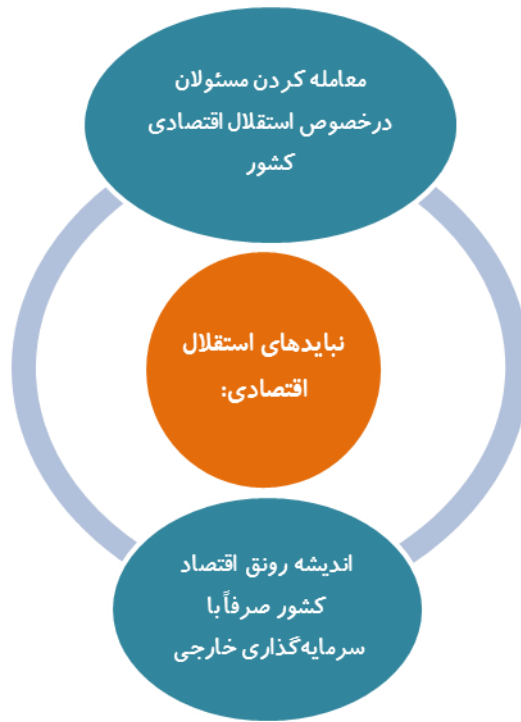 معامله کردن مسئولان
درخصوص استقلال اقتصادی
کشور
نبایدهای استقلال
اقتصادی:
اندیشه رونق اقتصاد
کشور صرفاً با
سرمایه‌گذاری خارجی